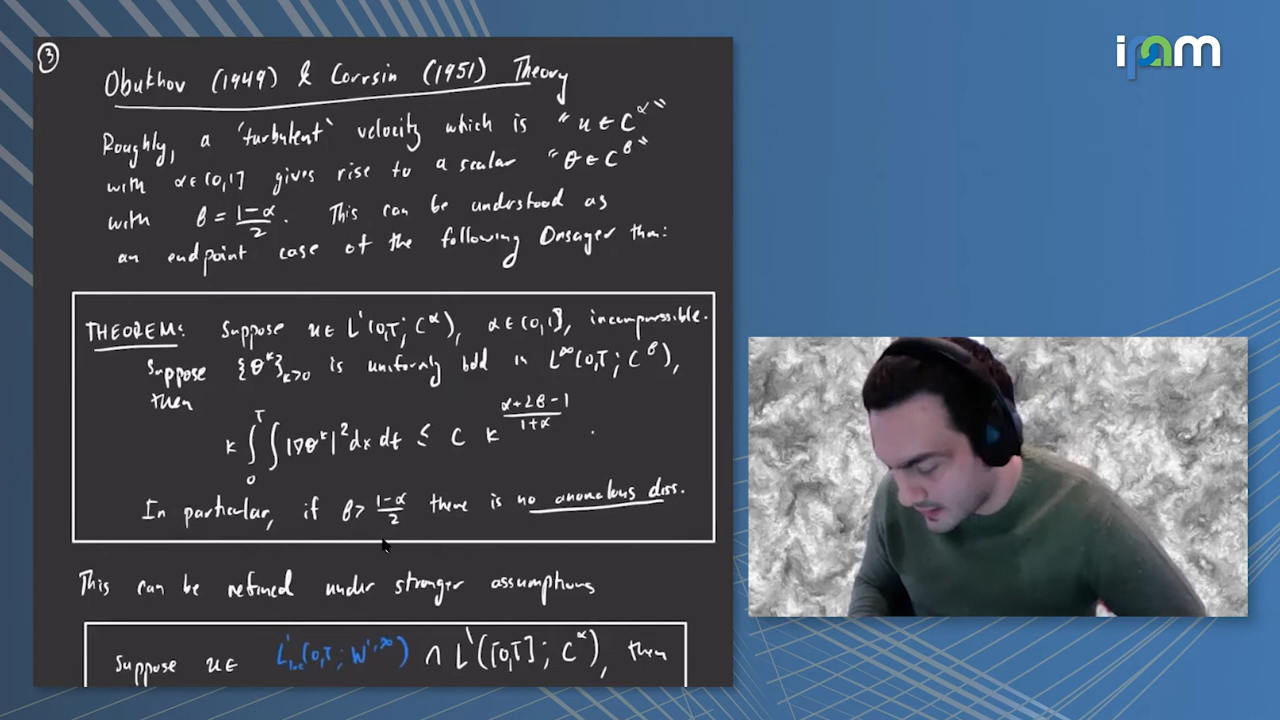 ③
Obukhov (1949) & Corrsin (1951) Theory
Roughly, a 'turbulent' velocity which is "u ∈ C^α"
with α ∈ (0,1] gives rise to a scalar "θ ∈ C^β"
with β = (1-α)/2. This can be understood as
an endpoint case of the following Onsager thm:
THEOREM: Suppose u ∈ L¹(0,T; C^α), α ∈ (0,1], incompressible.
Suppose {θ^κ}_{κ>0} is uniformly bdd in L^∞(0,T; C^β),
then
κ ∫₀^T ∫ |∇θ^κ|² dx dt ≤ C κ^{(α+2β-1)/(1+α)}.
In particular, if β > (1-α)/2 there is no anomalous diss.
This can be refined under stronger assumptions
Suppose u ∈ L¹_loc(0,T; W^{1,∞}) ∩ L¹([0,T]; C^α), then
ipam